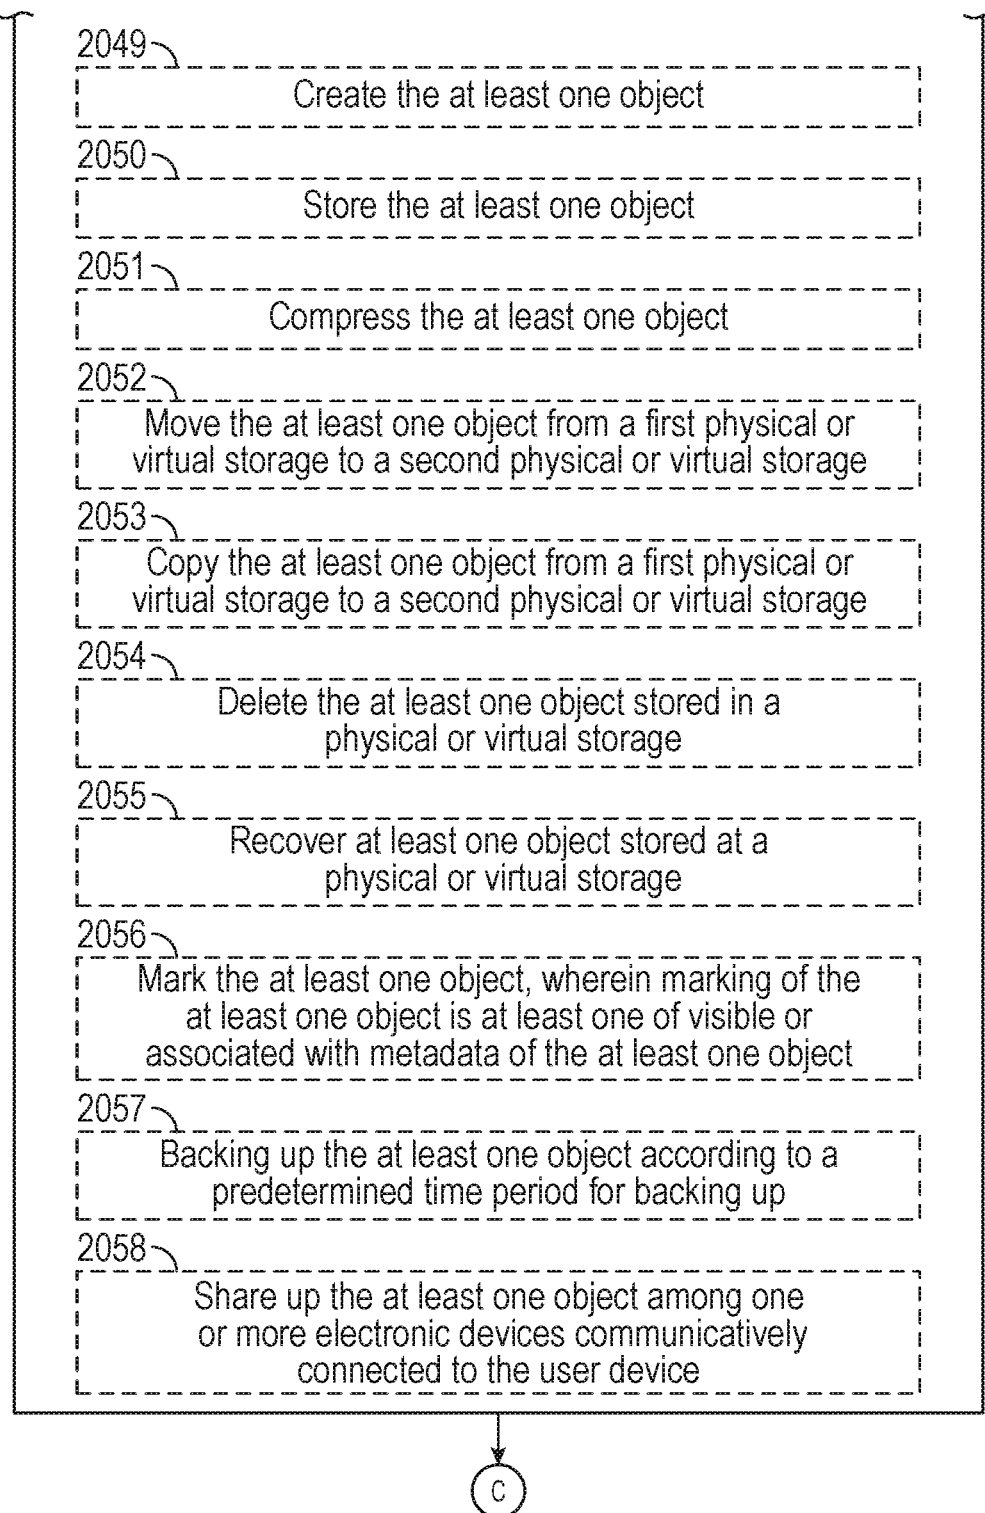 2049
Create the at least one object
2050
Store the at least one object
2051
Compress the at least one object
2052
Move the at least one object from a first physical or
virtual storage to a second physical or virtual storage
2053
Copy the at least one object from a first physical or
virtual storage to a second physical or virtual storage
2054
Delete the at least one object stored in a
physical or virtual storage
2055
Recover at least one object stored at a
physical or virtual storage
2056
Mark the at least one object, wherein marking of the
at least one object is at least one of visible or
associated with metadata of the at least one object
2057
Backing up the at least one object according to a
predetermined time period for backing up
2058
Share up the at least one object among one
or more electronic devices communicatively
connected to the user device
C